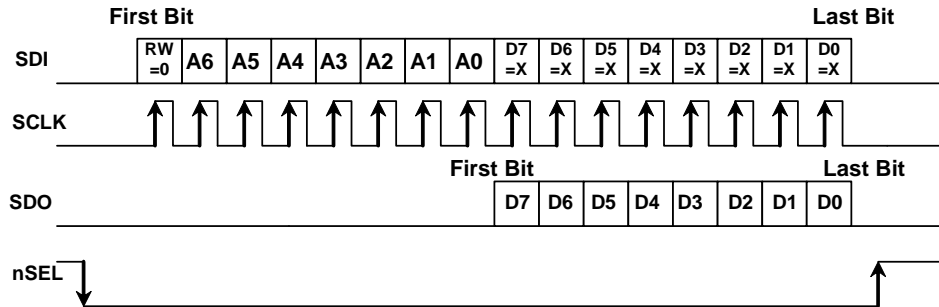 First Bit Last Bit
SDI RW =0 A6 A5 A4 A3 A2 A1 A0 D7 =X D6 =X D5 =X D4 =X D3 =X D2 =X D1 =X D0 =X
SCLK
First Bit Last Bit
SDO D7 D6 D5 D4 D3 D2 D1 D0
nSEL